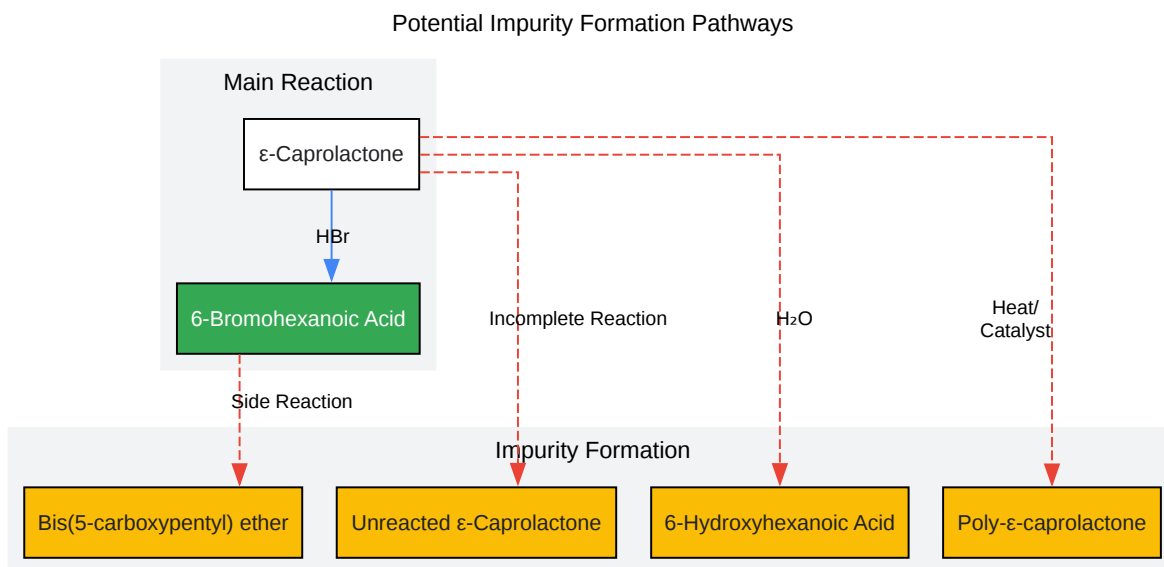 Potential Impurity Formation Pathways
Main Reaction
ε-Caprolactone
HBr
6-Bromohexanoic Acid
Incomplete Reaction
H₂O
Heat/
Catalyst
Side Reaction
Impurity Formation
Bis(5-carboxypentyl) ether
Unreacted ε-Caprolactone
6-Hydroxyhexanoic Acid
Poly-ε-caprolactone